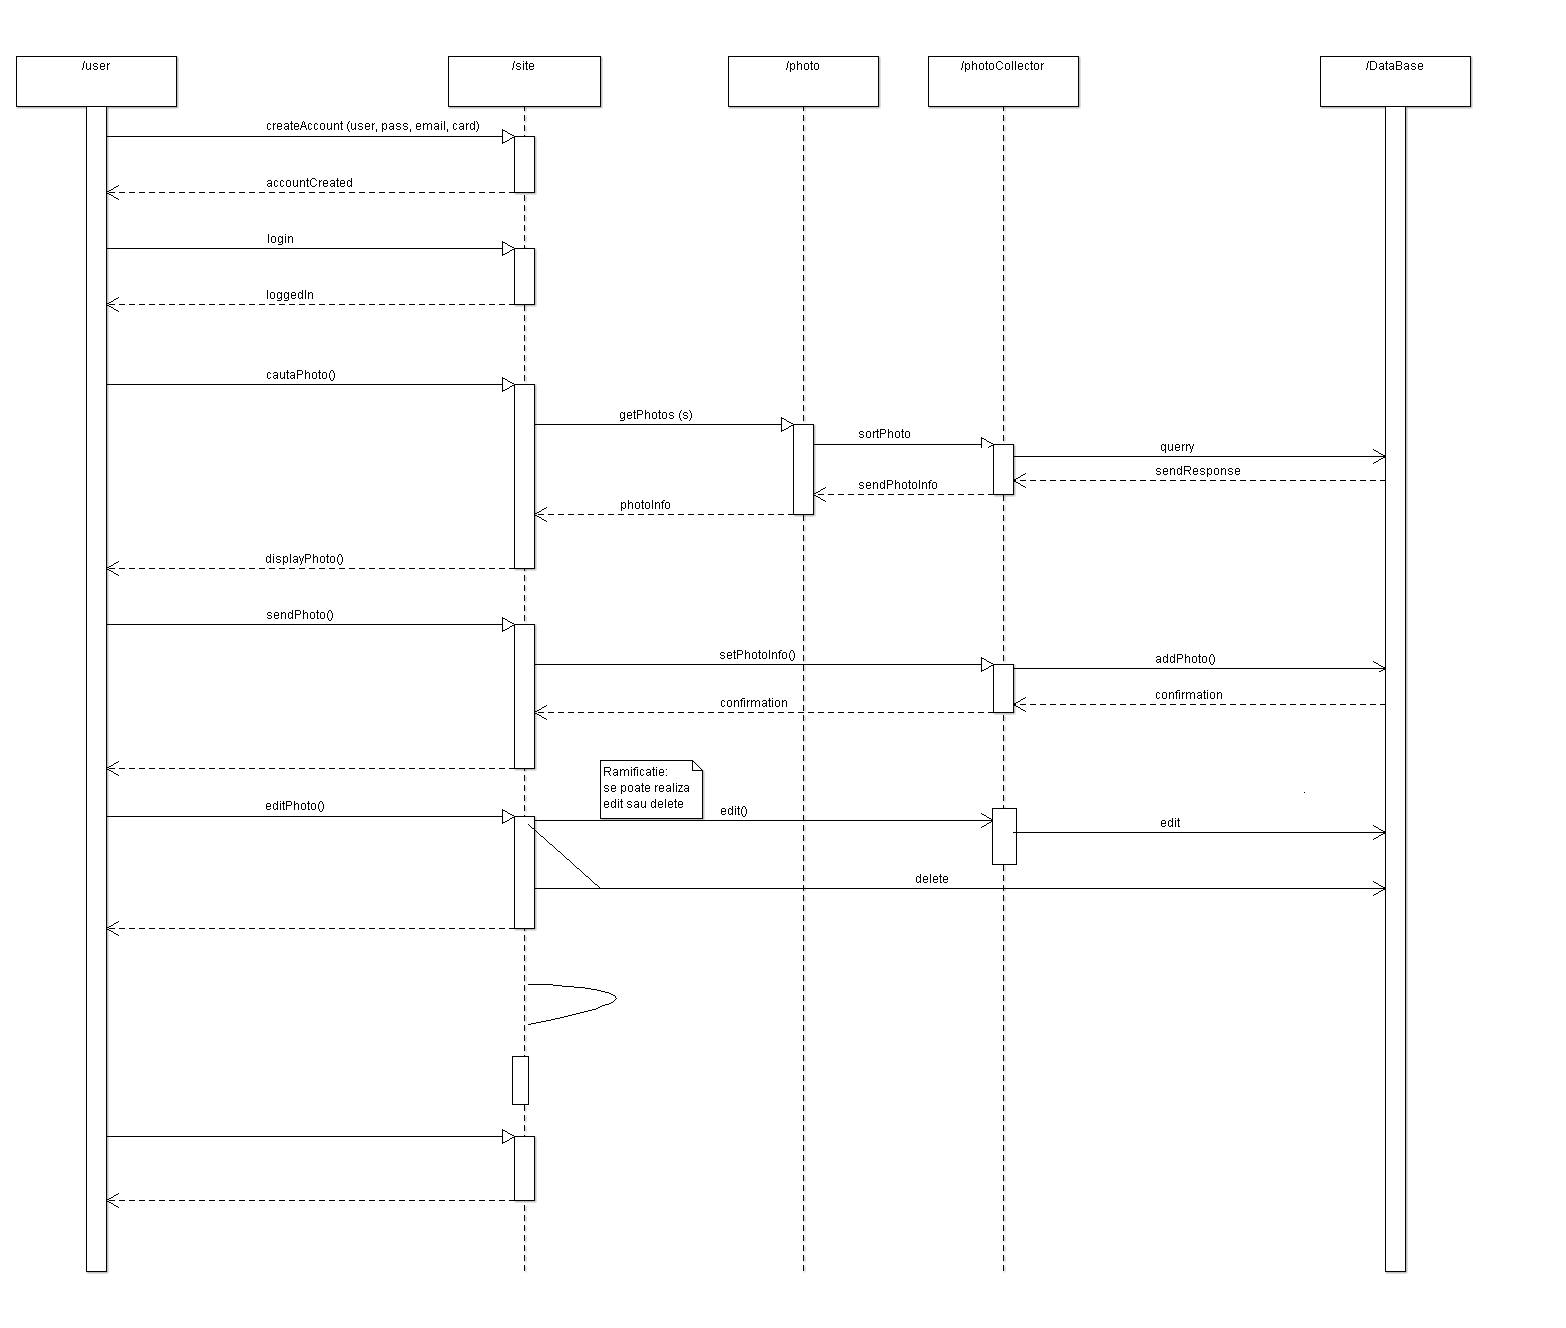 /user
/site
/photo
/photoCollector
/DataBase
createAccount (user, pass, email, card)
accountCreated
login
loggedIn
cautaPhoto()
getPhotos (s)
sortPhoto
querry
sendResponse
sendPhotoInfo
photoInfo
displayPhoto()
sendPhoto()
setPhotoInfo()
addPhoto()
confirmation
confirmation
Ramificatie:
se poate realiza
edit sau delete
editPhoto()
edit()
edit
delete